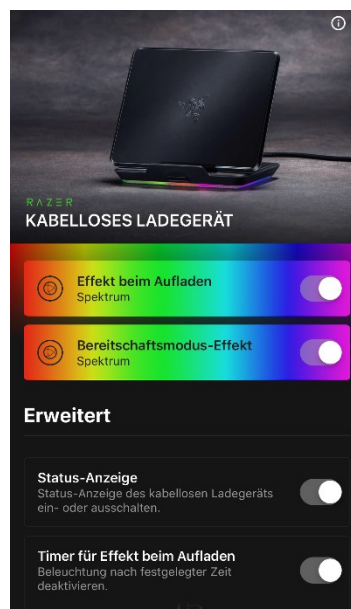 RAZER
KABELLOSES LADEGERÄT
Effekt beim Aufladen
Spektrum
Bereitschaftsmodus-Effekt
Spektrum
Erweitert
Status-Anzeige
Status-Anzeige des kabellosen Ladegeräts
ein- oder ausschalten.
Timer für Effekt beim Aufladen
Beleuchtung nach festgelegter Zeit
deaktivieren.